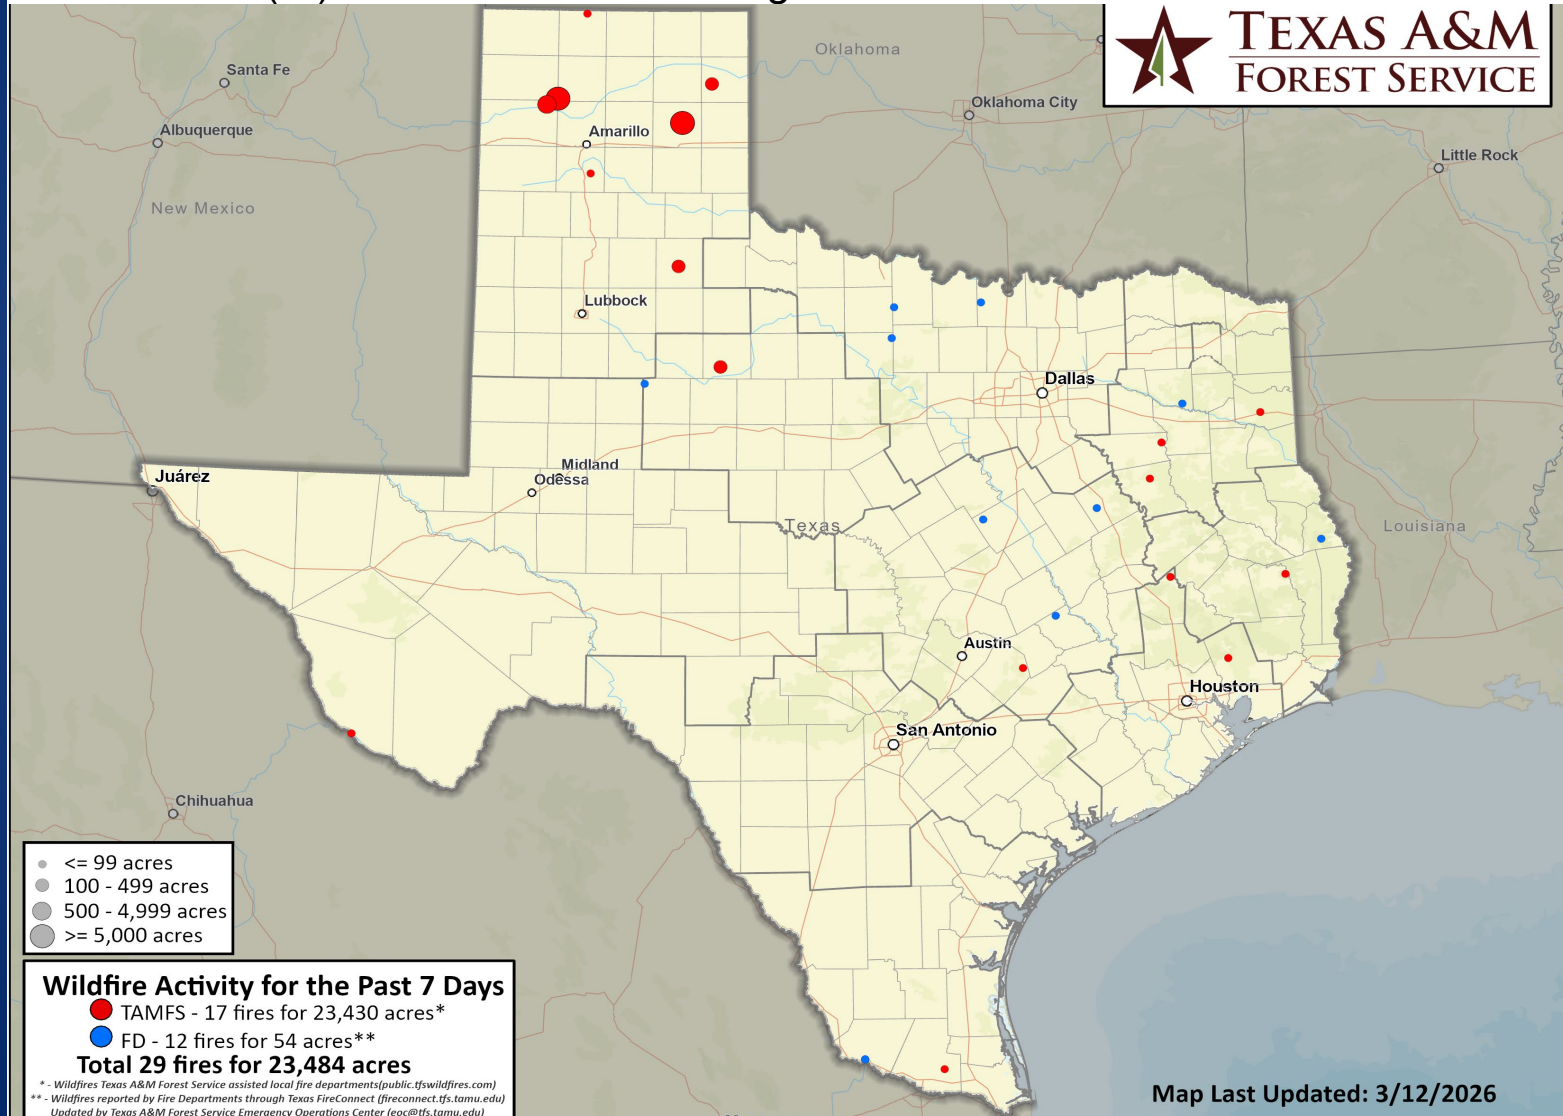 TEXAS A&M
FOREST SERVICE
Oklahoma
Santa Fe
Oklahoma City
Albuquerque
Amarillo
Little Rock
New Mexico
Lubbock
Dallas
Midland
Odessa
Juárez
Texas
Louisiana
Austin
Houston
San Antonio
Chihuahua
<= 99 acres
100 - 499 acres
500 - 4,999 acres
>= 5,000 acres
Wildfire Activity for the Past 7 Days
TAMFS - 17 fires for 23,430 acres*
FD - 12 fires for 54 acres**
Total 29 fires for 23,484 acres
* - Wildfires Texas A&M Forest Service assisted local fire departments(public.tfswildfires.com)
** - Wildfires reported by Fire Departments through Texas FireConnect (fireconnect.tfs.tamu.edu)
Updated by Texas A&M Forest Service Emergency Operations Center (eoc@tfs.tamu.edu)
Map Last Updated: 3/12/2026